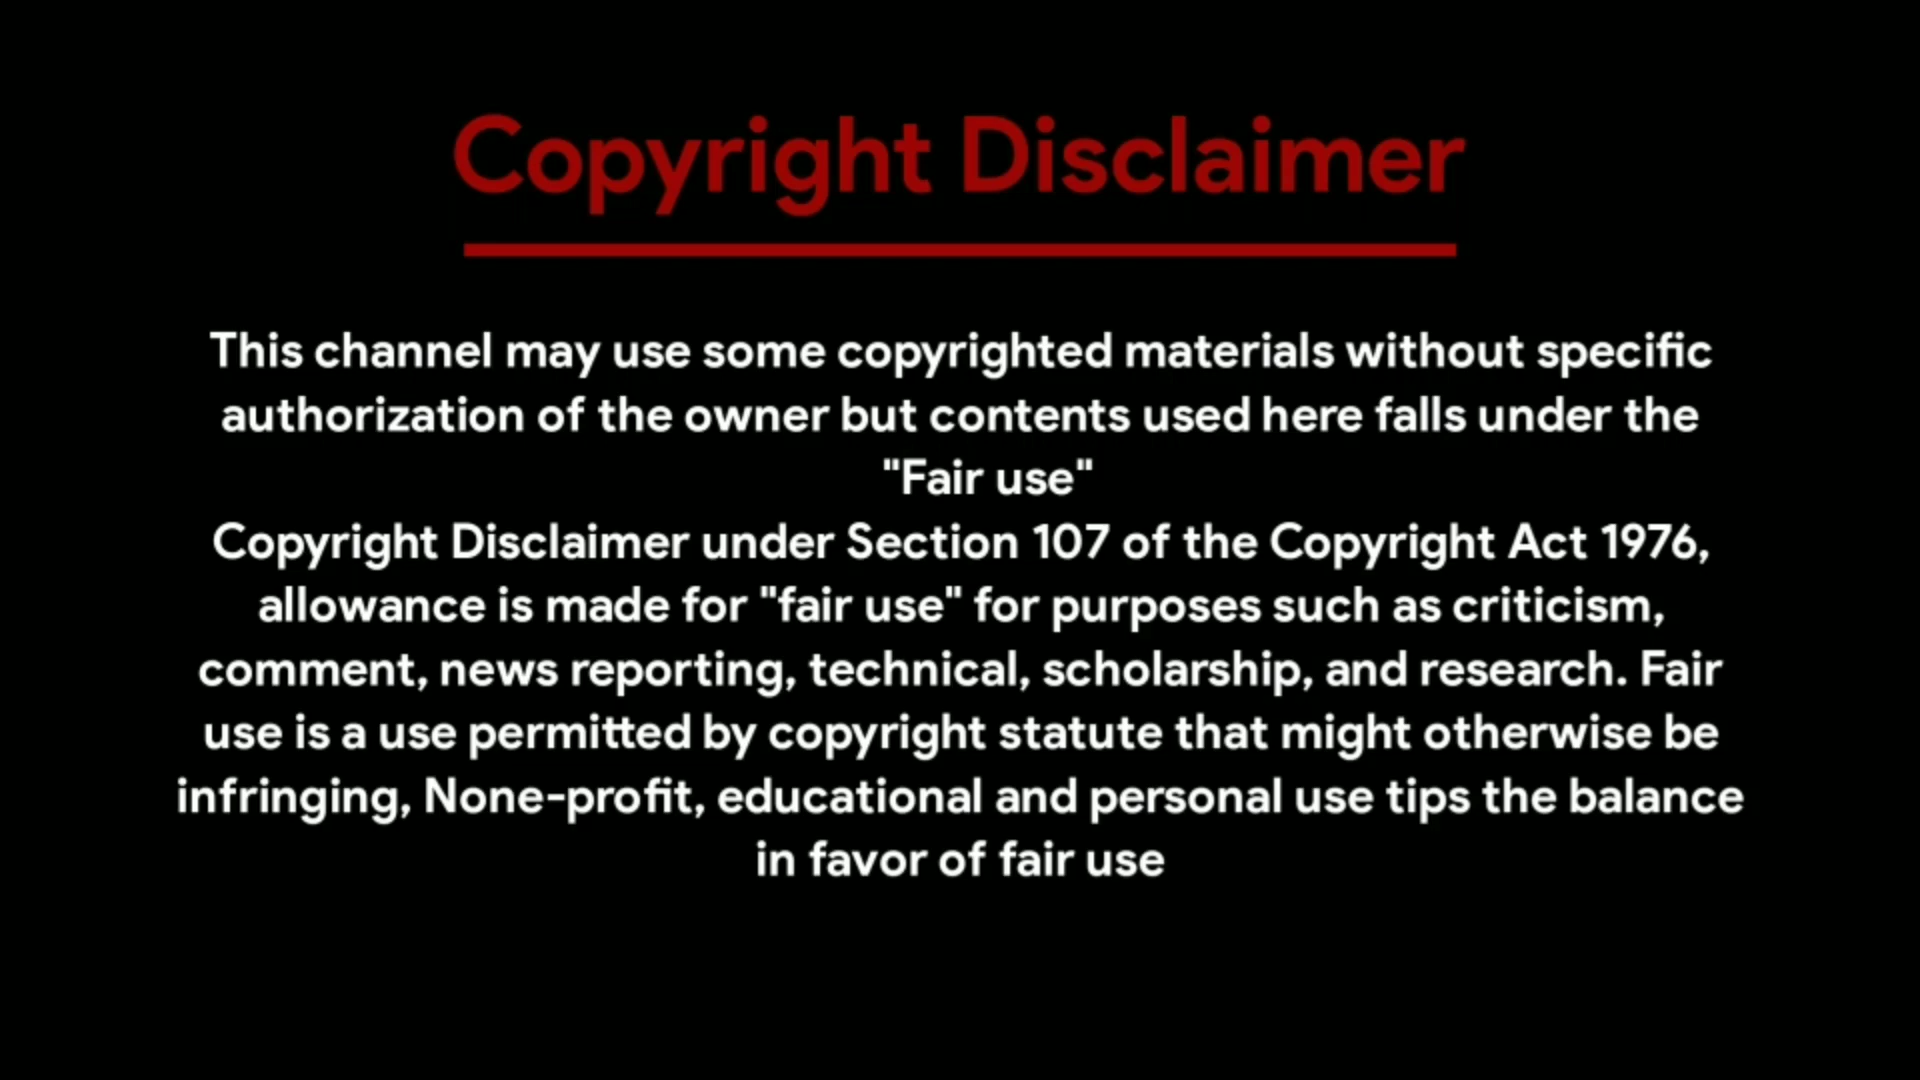 Copyright Disclaimer
This channel may use some copyrighted materials without specific
authorization of the owner but contents used here falls under the
"Fair use"
Copyright Disclaimer under Section 107 of the Copyright Act 1976,
allowance is made for "fair use" for purposes such as criticism,
comment, news reporting, technical, scholarship, and research. Fair
use is a use permitted by copyright statute that might otherwise be
infringing, None-profit, educational and personal use tips the balance
in favor of fair use